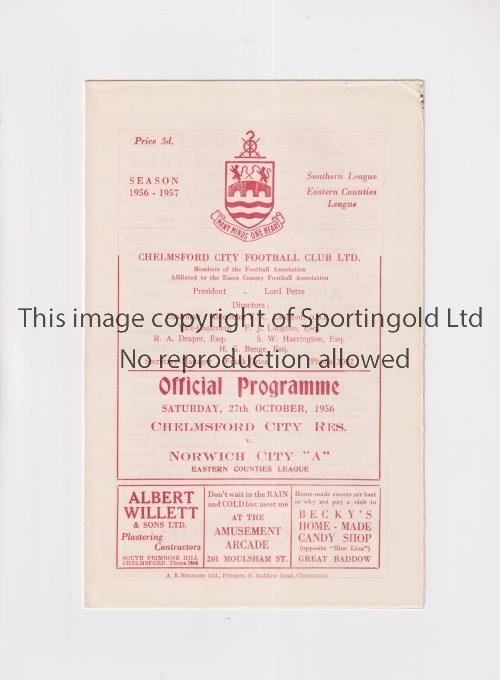 Price 3d.
SEASON
1956 - 1957
Southern League
Eastern Counties
League
MANY MINDS ONE HEART
CHELMSFORD CITY FOOTBALL CLUB LTD.
Members of the Football Association
Affiliated to the Essex County Football Association
President - Lord Petre
Directors :
This image copyright of Sportingold Ltd
F. J. Langton, Esq.
R. A. Draper, Esq. S. W. Harrington, Esq.
No reproduction allowed
H. S. Benge, Esq.
Official Programme
SATURDAY, 27th OCTOBER, 1956
CHELMSFORD CITY RES.
v.
NORWICH CITY "A"
EASTERN COUNTIES LEAGUE
ALBERT
WILLETT
& SONS LTD.
Plastering
Contractors
SOUTH PRIMROSE HILL
CHELMSFORD. Phone
Don't wait in the RAIN
and COLD but meet me
AT THE
AMUSEMENT
ARCADE
201 MOULSHAM ST.
Home-made sweets are best
so why not pay a visit to
BECKY'S
HOME - MADE
CANDY SHOP
(opposite "Blue Lion")
GREAT BADDOW
Ltd., Printers, 41 Baddow Road, Chelmsford